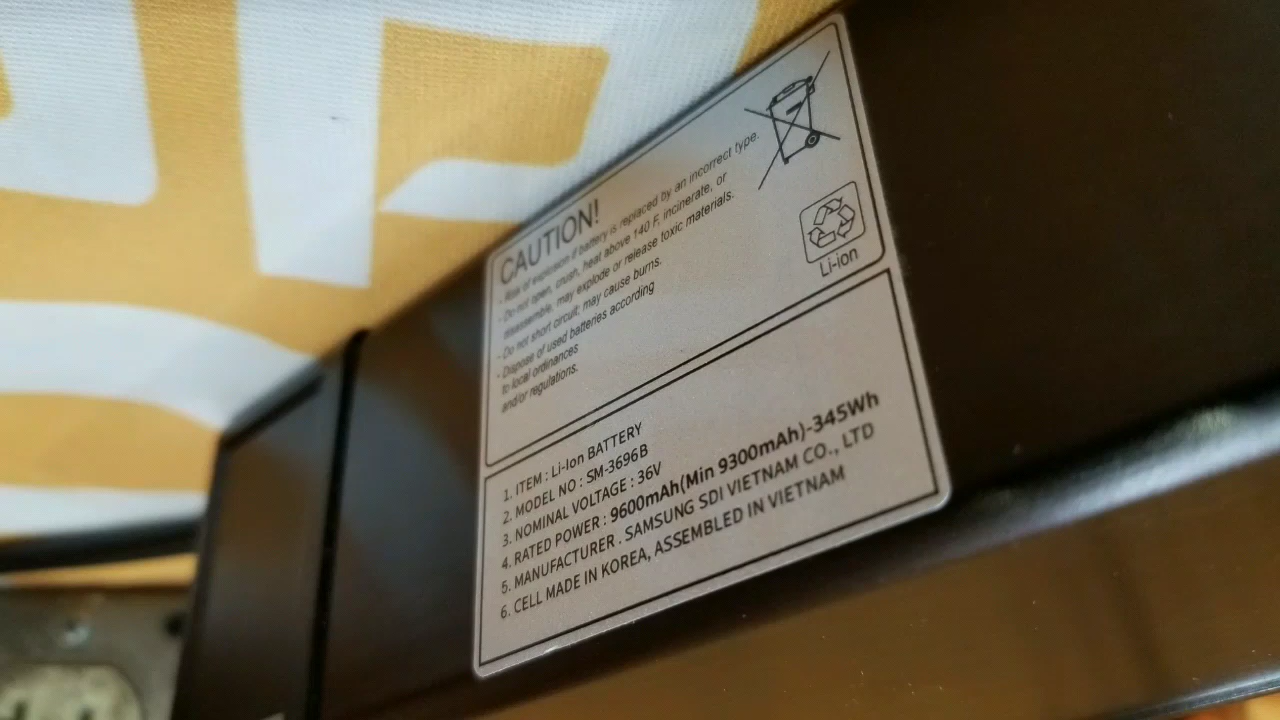 CAUTION!
- Risk of explosion if battery is replaced by an incorrect type.
- Do not open, crush, heat above 140 F, incinerate, or
disassemble, may explode or release toxic materials.
- Do not short circuit; may cause burns.
- Dispose of used batteries according
to local ordinances
and/or regulations.
Li-ion
1. ITEM : Li-Ion BATTERY
2. MODEL NO : SM-3696B
3. NOMINAL VOLTAGE : 36V
4. RATED POWER : 9600mAh(Min 9300mAh)-345Wh
5. MANUFACTURER . SAMSUNG SDI VIETNAM CO., LTD
6. CELL MADE IN KOREA, ASSEMBLED IN VIETNAM